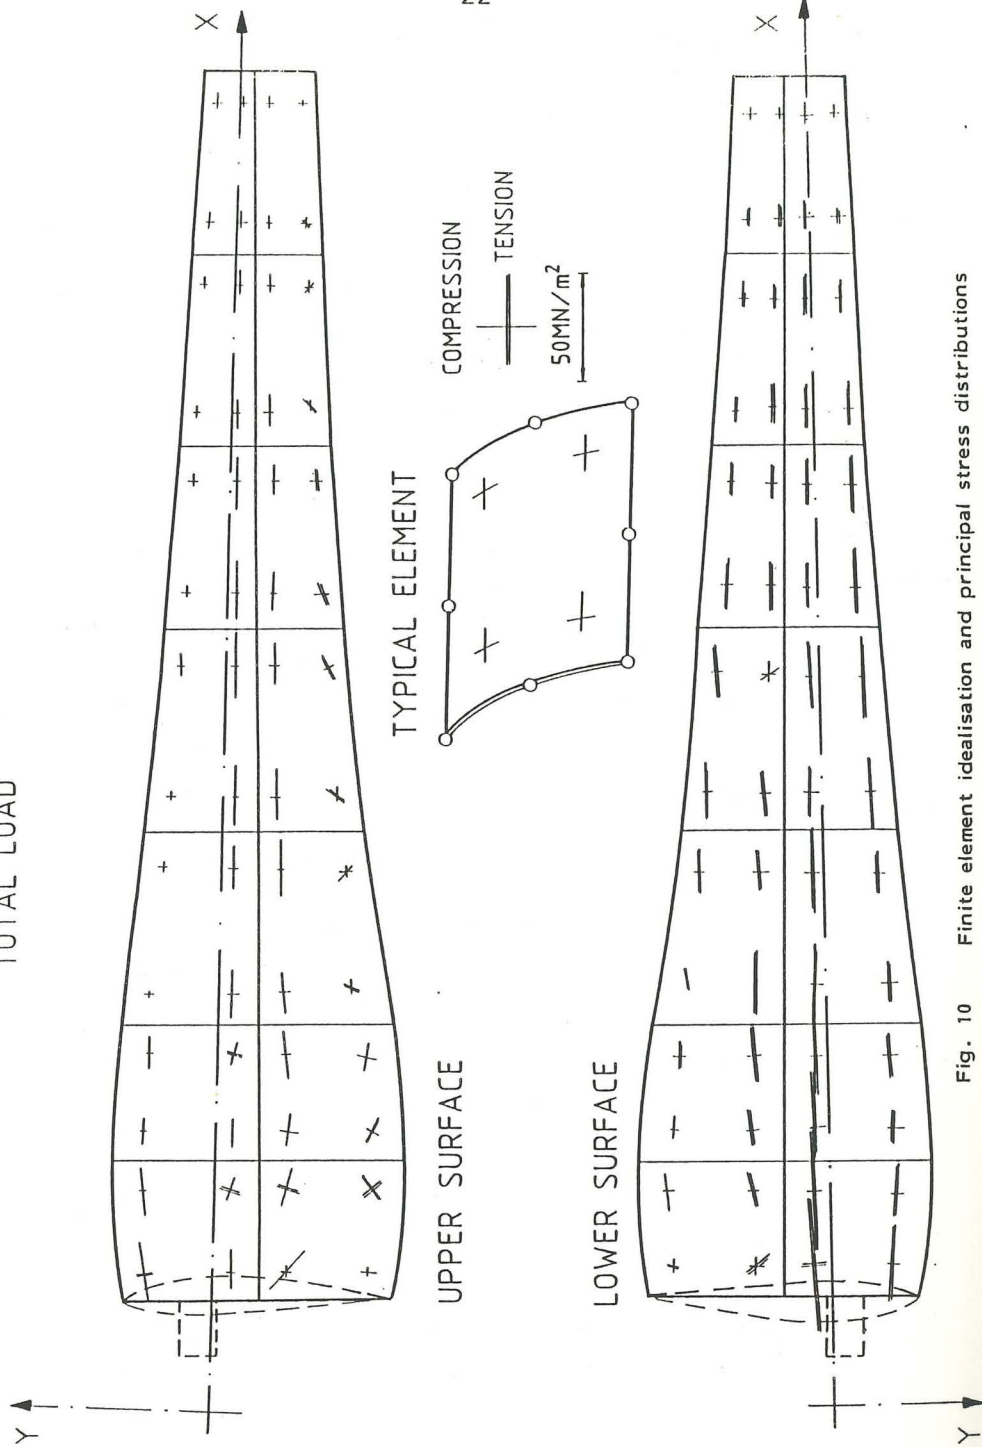 22
TOTAL LOAD
X
Y
UPPER SURFACE
TYPICAL ELEMENT
COMPRESSION
TENSION
50MN/m²
LOWER SURFACE
X
Y
Fig. 10 Finite element idealisation and principal stress distributions